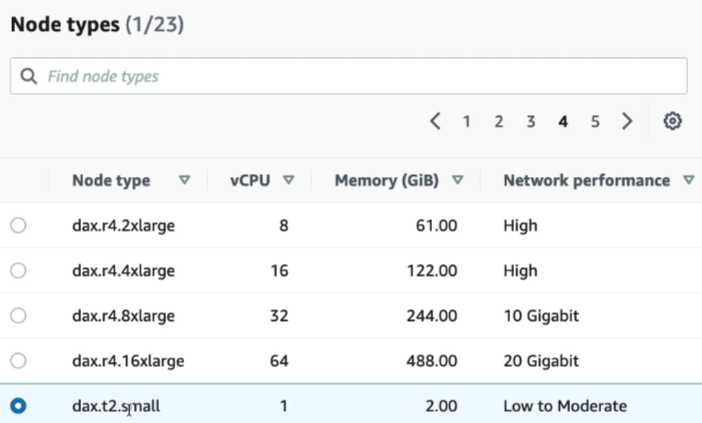 Node types (1/23)
Find node types
1 2 3 4 5
Node type vCPU Memory (GiB) Network performance
dax.r4.2xlarge 8 61.00 High
dax.r4.4xlarge 16 122.00 High
dax.r4.8xlarge 32 244.00 10 Gigabit
dax.r4.16xlarge 64 488.00 20 Gigabit
dax.t2.small 1 2.00 Low to Moderate